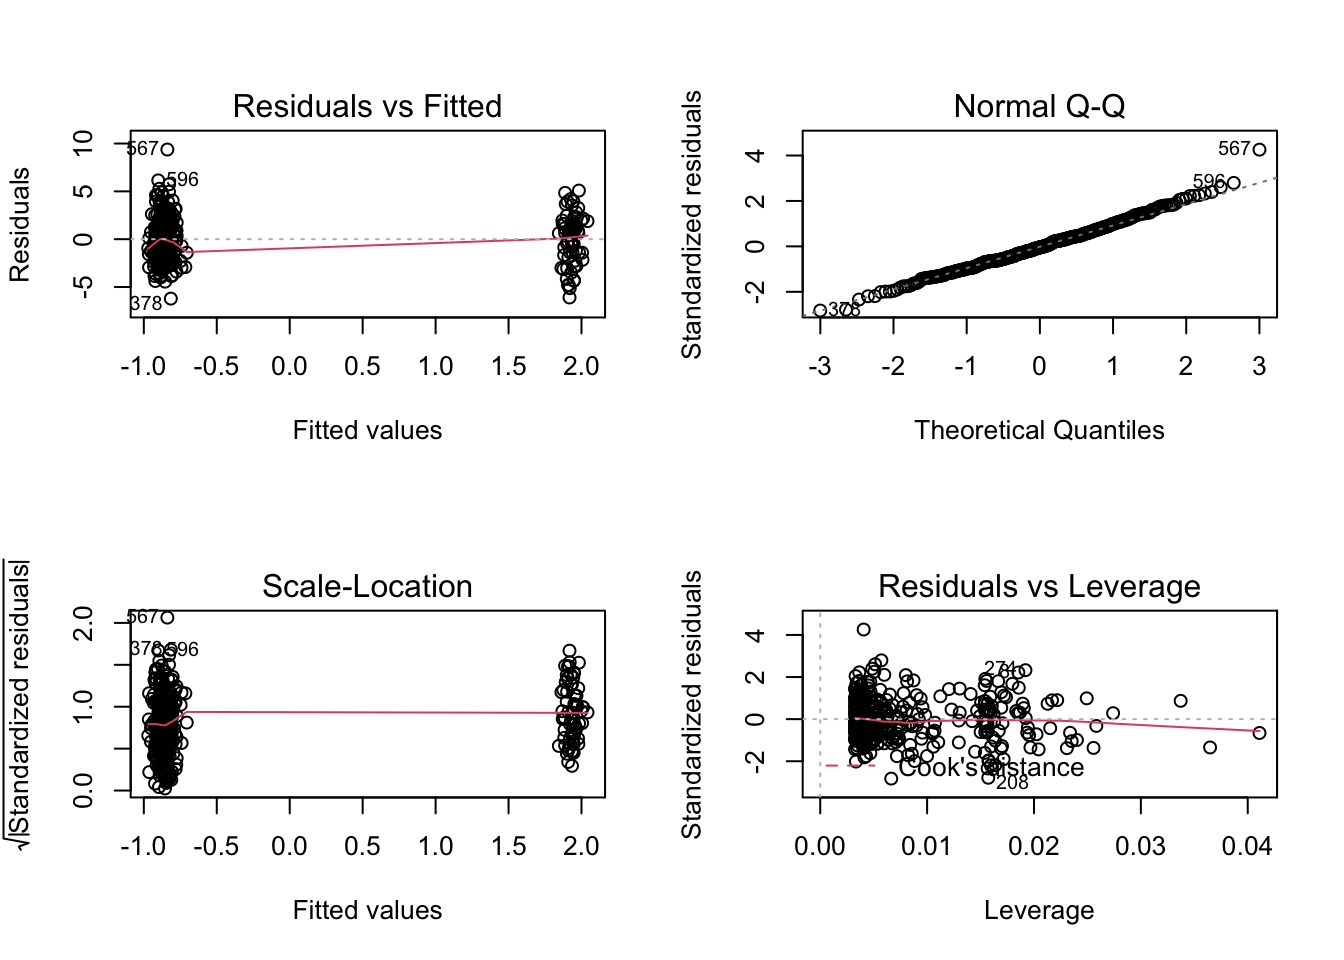 Residuals vs Fitted
Residuals
10
5
0
-5
567
596
378
-1.0 -0.5 0.0 0.5 1.0 1.5 2.0
Fitted values
Normal Q-Q
Standardized residuals
4
2
0
-2
567
596
378
-3 -2 -1 0 1 2 3
Theoretical Quantiles
Scale-Location
√|Standardized residuals|
2.0
1.0
0.0
567
378
596
-1.0 -0.5 0.0 0.5 1.0 1.5 2.0
Fitted values
Residuals vs Leverage
Standardized residuals
4
2
0
-2
274
Cook's distance
208
0.00 0.01 0.02 0.03 0.04
Leverage